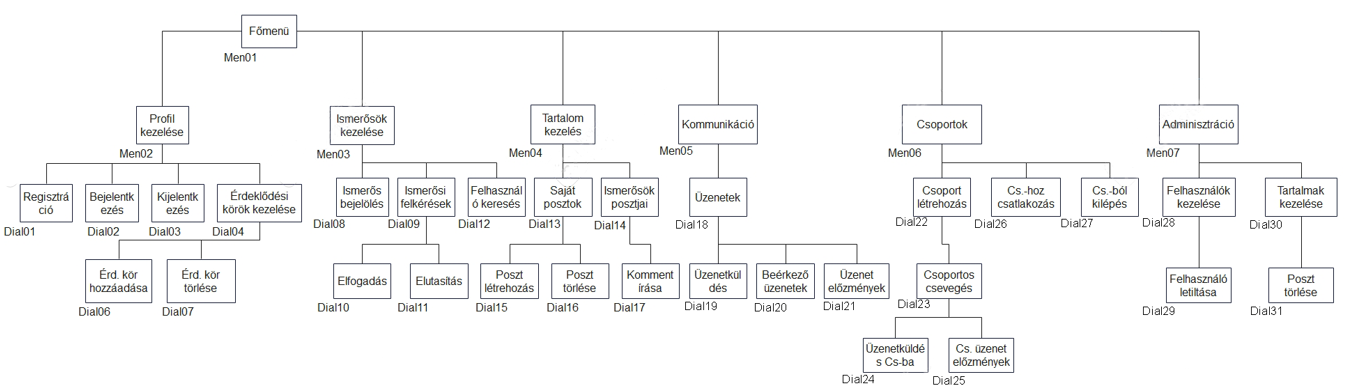 Főmenü
Men01
Profil
kezelése
Men02
Ismerősök
kezelése
Men03
Tartalom
kezelés
Men04
Kommunikáció
Men05
Csoportok
Men06
Adminisztráció
Men07
Regisztrá
ció
Dial01
Bejelentk
ezés
Dial02
Kijelentk
ezés
Dial03
Érdeklődési
körök kezelése
Dial04
Ismerős
bejelölés
Dial08
Ismerősi
felkérések
Dial09
Felhasznál
ó keresés
Dial12
Saját
posztok
Dial13
Ismerősök
posztjai
Dial14
Üzenetek
Dial18
Csoport
létrehozás
Dial22
Cs.-hoz
csatlakozás
Dial26
Cs.-ból
kilépés
Dial27
Felhasználók
kezelése
Dial28
Tartalmak
kezelése
Dial30
Érd. kör
hozzáadása
Dial06
Érd. kör
törlése
Dial07
Elfogadás
Dial10
Elutasítás
Dial11
Poszt
létrehozás
Dial15
Poszt
törlése
Dial16
Komment
írása
Dial17
Üzenetkül
dés
Dial19
Beérkező
üzenetek
Dial20
Üzenet
előzmények
Dial21
Csoportos
csevegés
Dial23
Felhasználó
letiltása
Dial29
Poszt
törlése
Dial31
Üzenetküldé
s Cs-ba
Dial24
Cs. üzenet
előzmények
Dial25